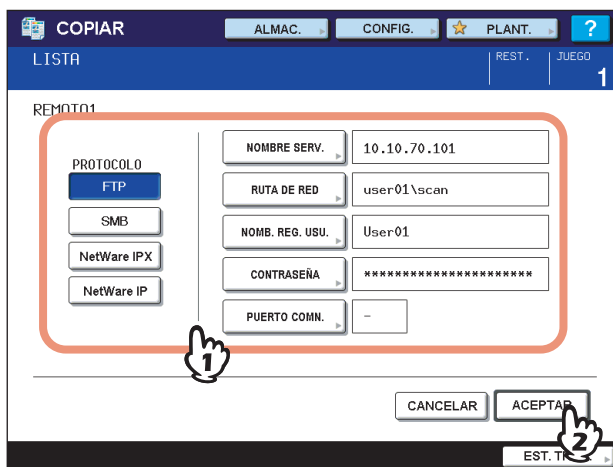 COPIAR
ALMAC.
CONFIG.
PLANT.
?
LISTA
REST.
JUEGO
1
REMOTO1
PROTOCOLO
FTP
SMB
NetWare IPX
NetWare IP
NOMBRE SERV.
10.10.70.101
RUTA DE RED
user01\scan
NOMB. REG. USU.
User01
CONTRASEÑA
***********************
PUERTO COMN.
-
1
CANCELAR
ACEPTAR
2
EST.